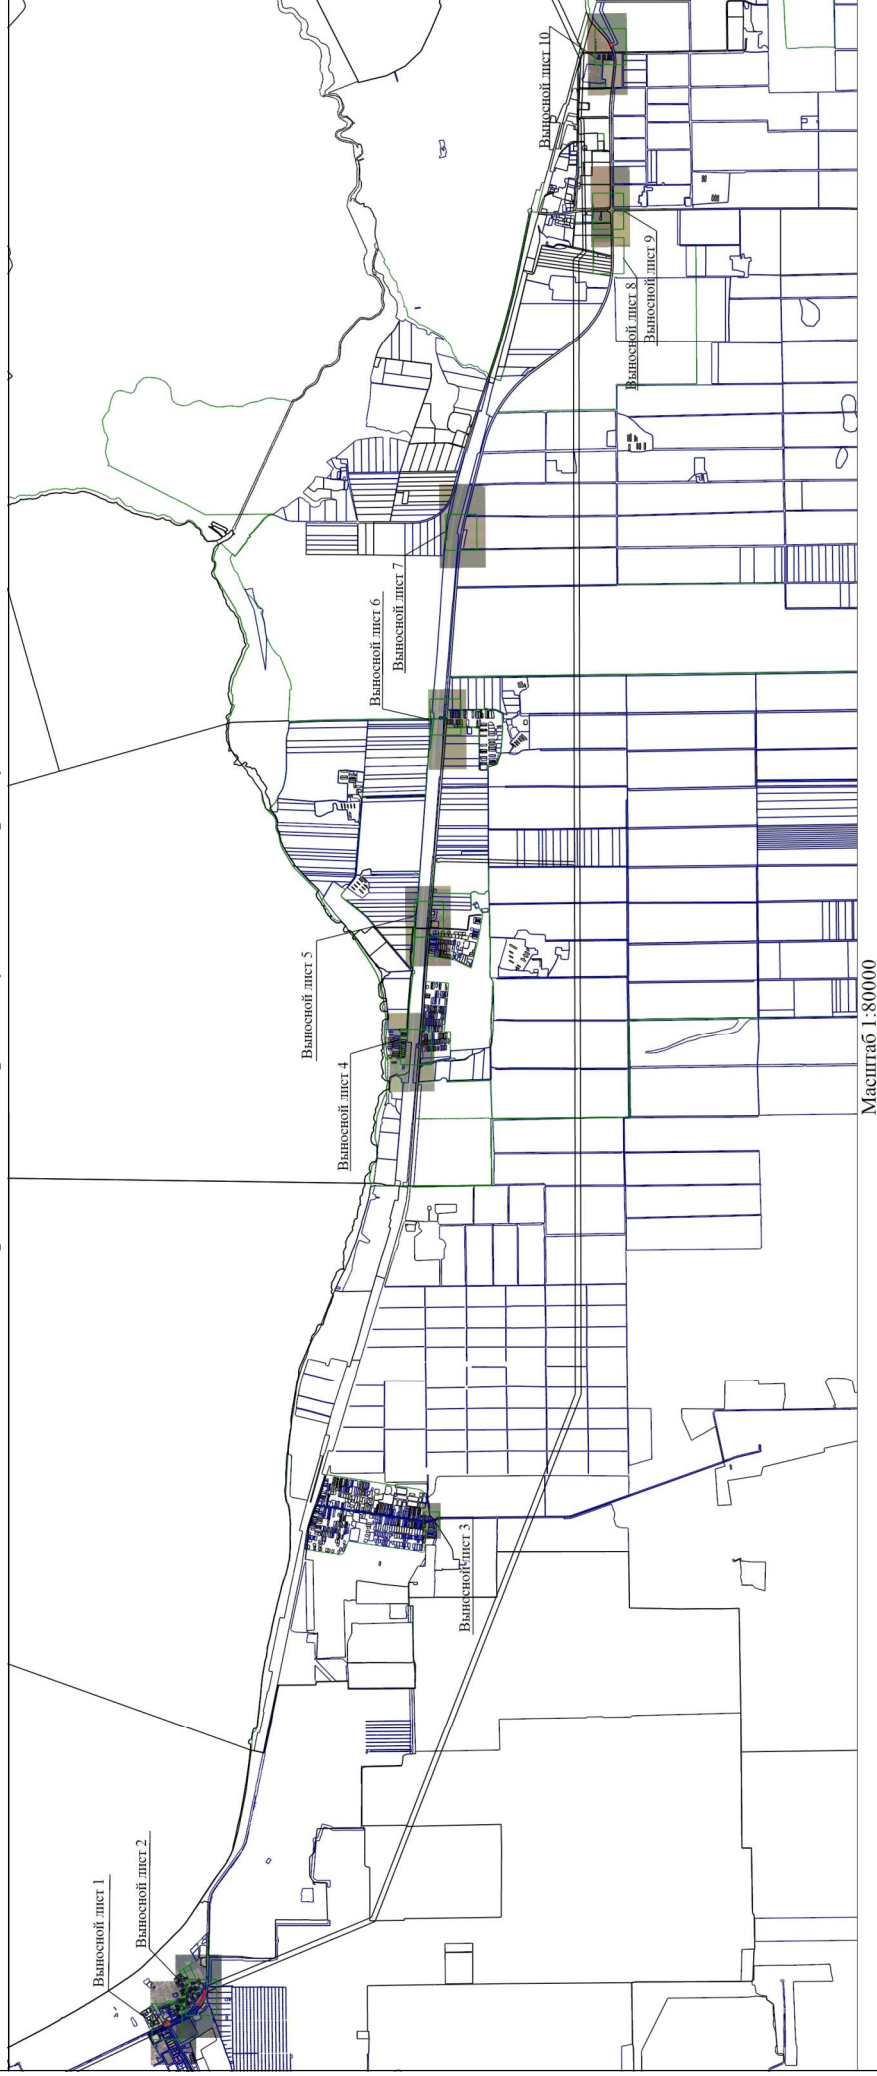 Выносной лист 1
Выносной лист 2
Выносной лист 3
Выносной лист 4
Выносной лист 5
Выносной лист 6
Выносной лист 7
Выносной лист 8
Выносной лист 9
Выносной лист 10
Масштаб 1:80000